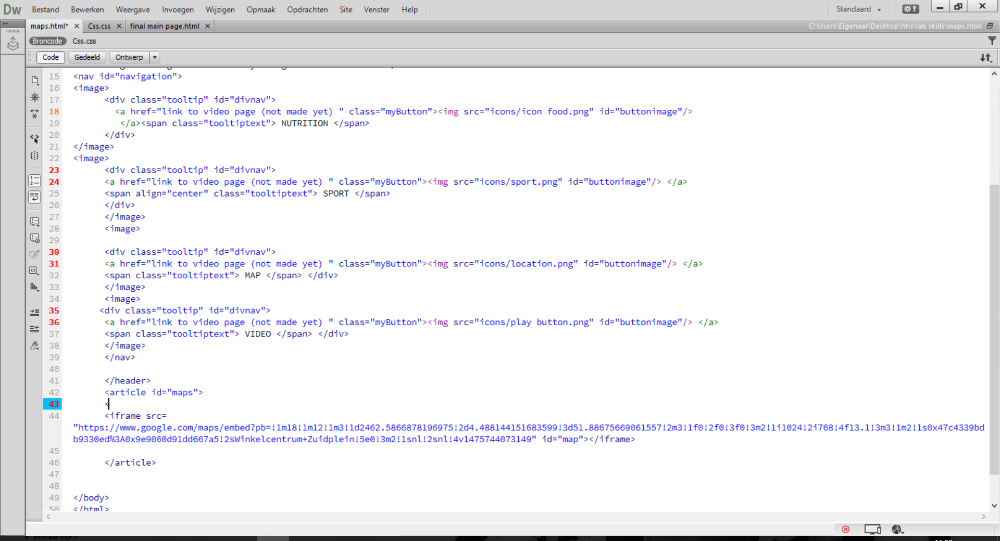 Dw Bestand Bewerken Weergave Invoegen Wijzigen Opmaak Opdrachten Site Venster Help Standaard
maps.html* Css.css final main page.html C:\Users\Eigenaar\Desktop\hhs\lab skills\maps.html
Broncode Css.css
Code Gedeeld Ontwerp
15 <nav id="navigation">
16 <image>
17 <div class="tooltip" id="divnav">
18 <a href="link to video page (not made yet) " class="myButton"><img src="icons/icon food.png" id="buttonimage"/>
19 </a><span class="tooltiptext"> NUTRITION </span>
20 </div>
21 </image>
22 <image>
23 <div class="tooltip" id="divnav">
24 <a href="link to video page (not made yet) " class="myButton"><img src="icons/sport.png" id="buttonimage"/> </a>
25 <span align="center" class="tooltiptext"> SPORT </span>
26 </div>
27 </image>
28 <image>
29
30 <div class="tooltip" id="divnav">
31 <a href="link to video page (not made yet) " class="myButton"><img src="icons/location.png" id="buttonimage"/> </a>
32 <span class="tooltiptext"> MAP </span> </div>
33 </image>
34 <image>
35 <div class="tooltip" id="divnav">
36 <a href="link to video page (not made yet) " class="myButton"><img src="icons/play button.png" id="buttonimage"/> </a>
37 <span class="tooltiptext"> VIDEO </span> </div>
38 </image>
39 </nav>
40
41 </header>
42 <article id="maps">
43 <
44 <iframe src=
"https://www.google.com/maps/embed?pb=!1m18!1m12!1m3!1d2462.5866878196975!2d4.488144151683599!3d51.88675669061557!2m3!1f0!2f0!3f0!3m2!1i1024!2i768!4f13.1!3m3!1m2!1s0x47c4339bd
b9330ed%3A0x9e9060d91dd667a5!2sWinkelcentrum+Zuidplein!5e0!3m2!1snl!2snl!4v1475744073149" id="map"></iframe>
45
46 </article>
47
48
49 </body>
50 </html>